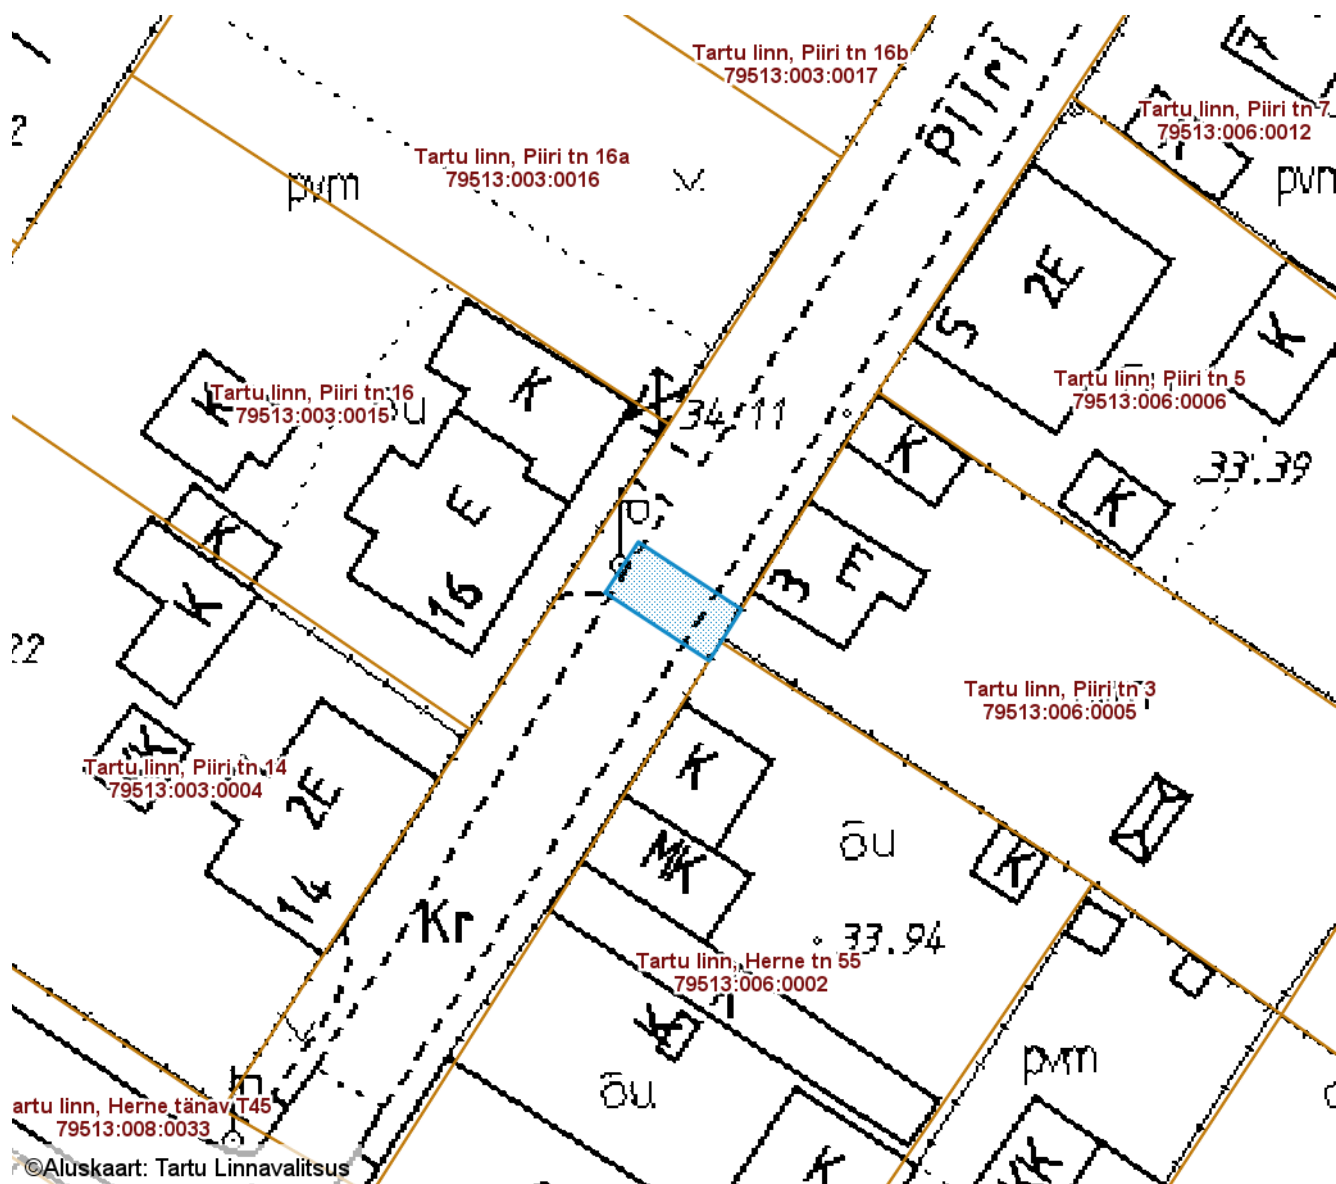 Tartu linn, Piiri tn 16b
79513:003:0017
Piiri
7
Tartu linn, Piiri tn 7
79513:006:0012
Tartu linn, Piiri tn 16a
79513:003:0016
pvm
v
2E
5
K
Tartu linn, Piiri tn 5
79513:006:0006
K
K
Tartu linn, Piiri tn 16
79513:003:0015
õu
34.11
K
33.39
K
E
K
p
3
E
K
16
22
Tartu linn, Piiri tn 3
79513:006:0005
K
Tartu linn, Piiri tn 14
79513:003:0004
2E
K
MK
õu
K
14
Kr
33.94
Tartu linn, Herne tn 55
79513:006:0002
K
pvm
õu
artu linn, Herne tänav T45
79513:008:0033
K
©Aluskaart: Tartu Linnavalitsus